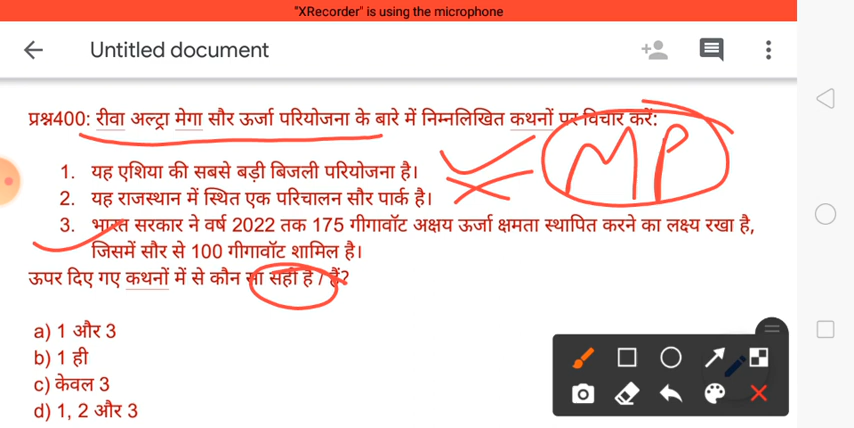 "XRecorder" is using the microphone
Untitled document
प्रश्न400: रीवा अल्ट्रा मेगा सौर ऊर्जा परियोजना के बारे में निम्नलिखित कथनों पर विचार करें:
MP
1. यह एशिया की सबसे बड़ी बिजली परियोजना है।
2. यह राजस्थान में स्थित एक परिचालन सौर पार्क है।
3. भारत सरकार ने वर्ष 2022 तक 175 गीगावॉट अक्षय ऊर्जा क्षमता स्थापित करने का लक्ष्य रखा है,
जिसमें सौर से 100 गीगावॉट शामिल है।
ऊपर दिए गए कथनों में से कौन सा सही है / हैं?
a) 1 और 3
b) 1 ही
c) केवल 3
d) 1, 2 और 3